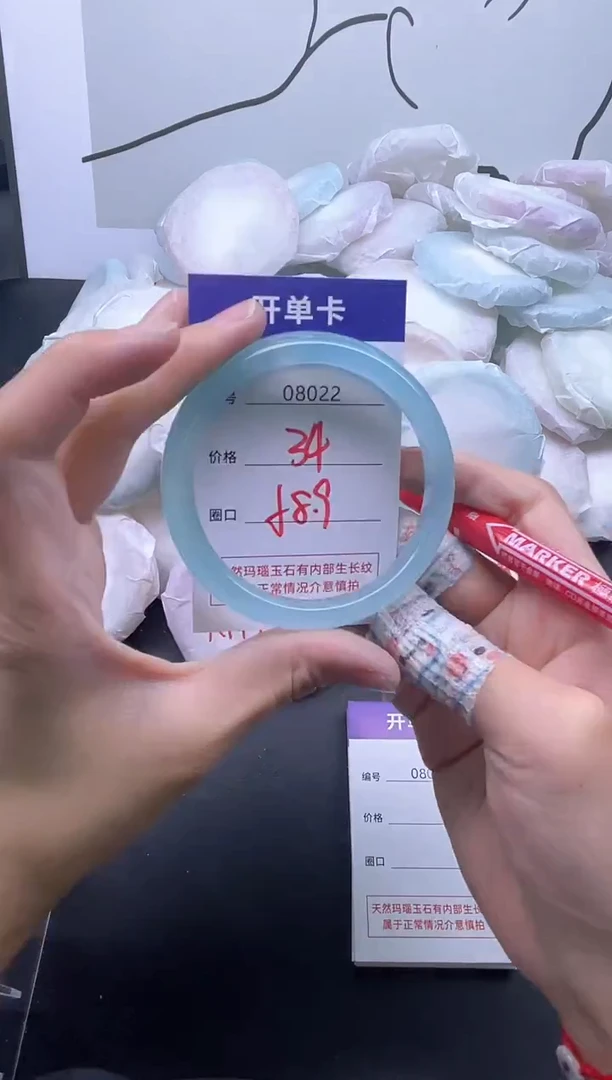 开单卡
号 08022
价格 34
圈口 58.9
然玛瑙玉石有内部生长纹
正常情况介意慎拍
MARKER
开
编号 080
价格
圈口
天然玛瑙玉石有内部生长
属于正常情况介意慎拍